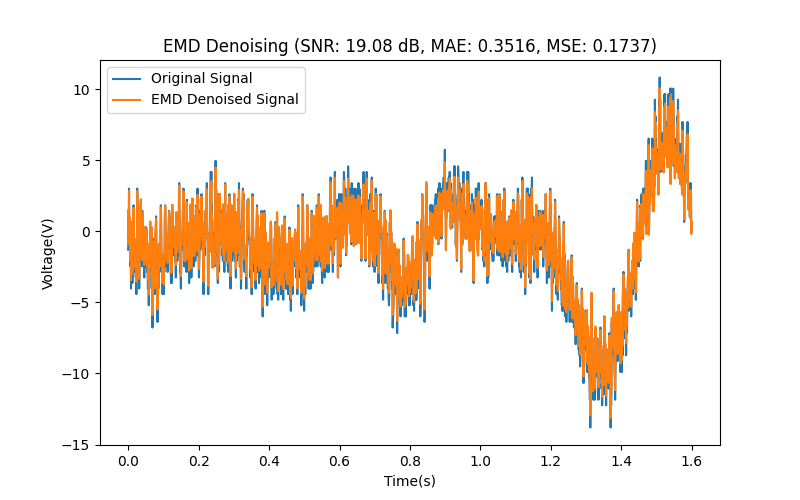 EMD Denoising (SNR: 19.08 dB, MAE: 0.3516, MSE: 0.1737)
Original Signal
EMD Denoised Signal
10
5
0
−5
−10
−15
Voltage(V)
0.0 0.2 0.4 0.6 0.8 1.0 1.2 1.4 1.6
Time(s)